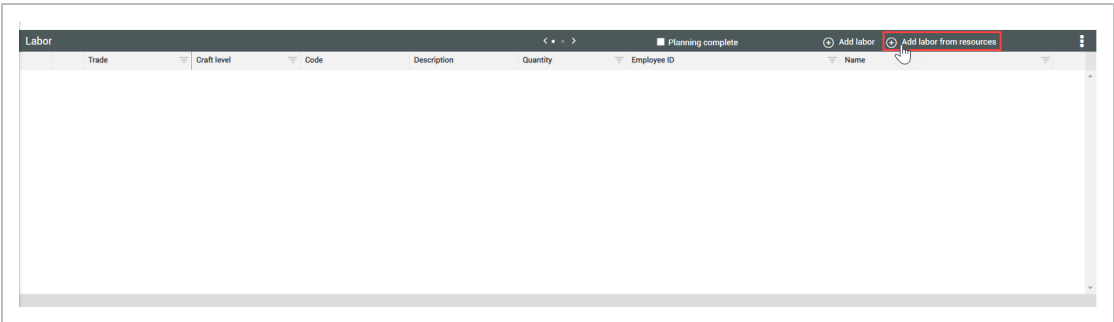 Labor Planning complete Add labor Add labor from resources
Trade Craft level Code Description Quantity Employee ID Name